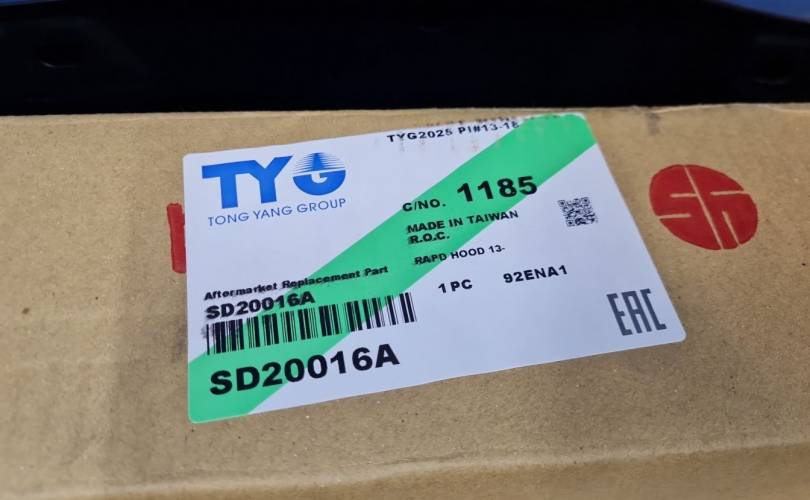 TYG2025 PI#13-18
TYG
TONG YANG GROUP
C/NO. 1185
MADE IN TAIWAN
R.O.C.
RAPD HOOD 13-
Aftermarket Replacement Part
SD20016A
1PC 92ENA1
SD20016A
EAC